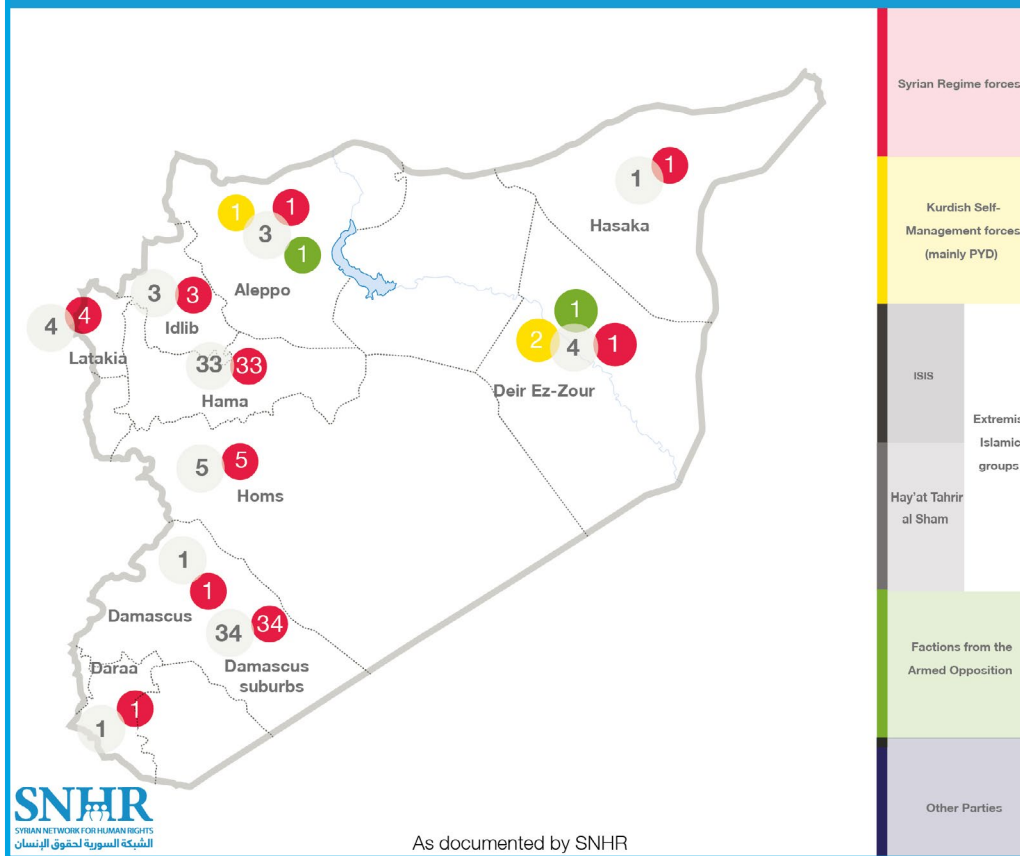 1
1
Hasaka
1
1
3
1
Aleppo
3
3
Idlib
4
4
Latakia
33
33
Hama
1
2
4
1
Deir Ez-Zour
5
5
Homs
1
1
Damascus
34
34
Damascus
suburbs
Daraa
1
1
Syrian Regime forces
Kurdish Self-
Management forces
(mainly PYD)
ISIS
Extremis
Islamic
groups
Hay'at Tahrir
al Sham
Factions from the
Armed Opposition
Other Parties
SNHR
SYRIAN NETWORK FOR HUMAN RIGHTS
الشبكة السورية لحقوق الإنسان
As documented by SNHR